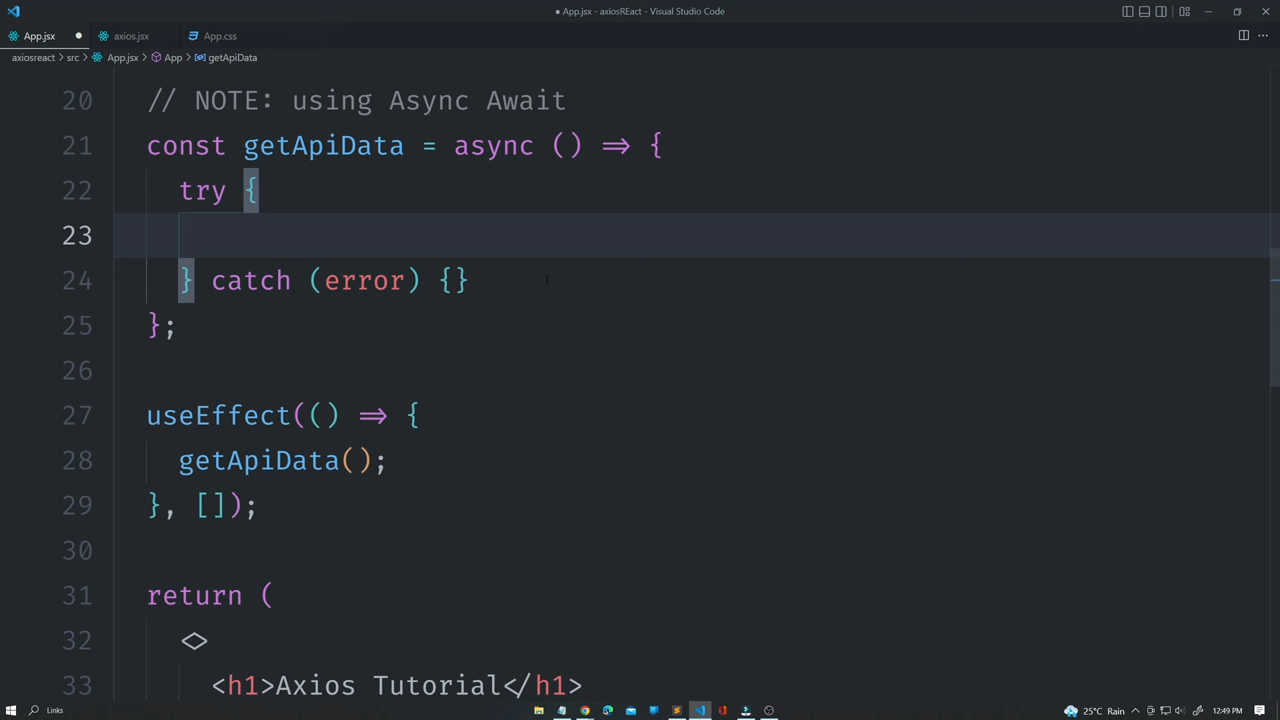 App.jsx - axiosREact - Visual Studio Code
App.jsx axios.jsx App.css
axiosreact > src > App.jsx > App > getApiData
20 // NOTE: using Async Await
21 const getApiData = async () => {
22 try {
23
24 } catch (error) {}
25 };
26
27 useEffect(() => {
28 getApiData();
29 }, []);
30
31 return (
32 <>
33 <h1>Axios Tutorial</h1>
Links 25°C Rain 12:49 PM